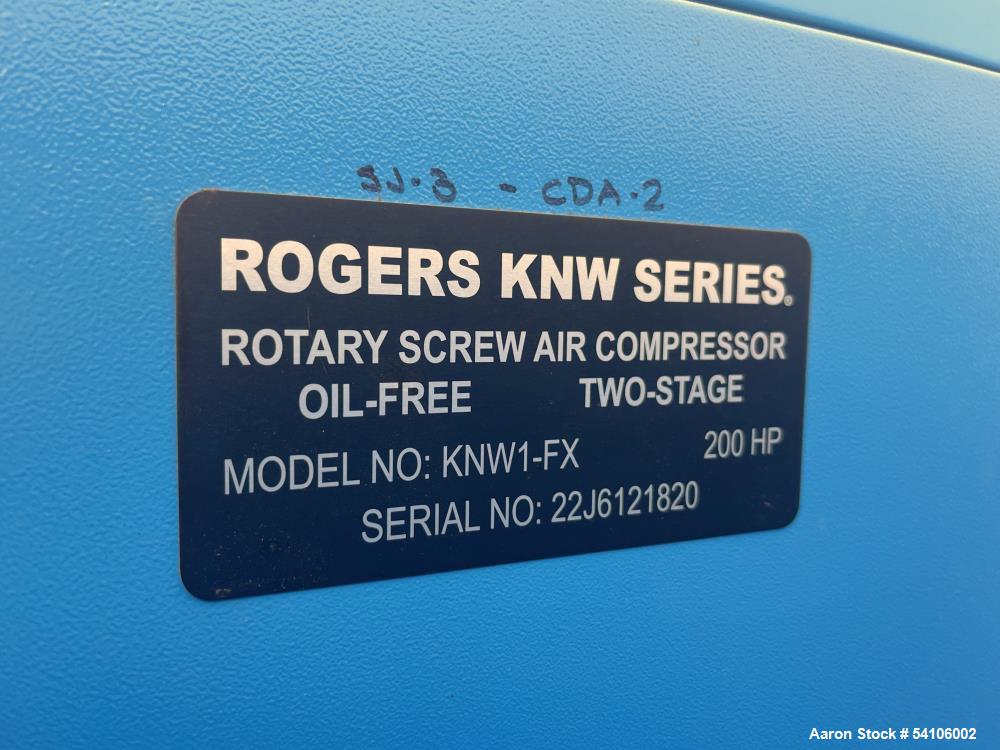 SJ-3 - CDA-2
ROGERS KNW SERIES®
ROTARY SCREW AIR COMPRESSOR
OIL-FREE TWO-STAGE
MODEL NO: KNW1-FX 200 HP
SERIAL NO: 22J6121820
Aaron Stock # 54106002